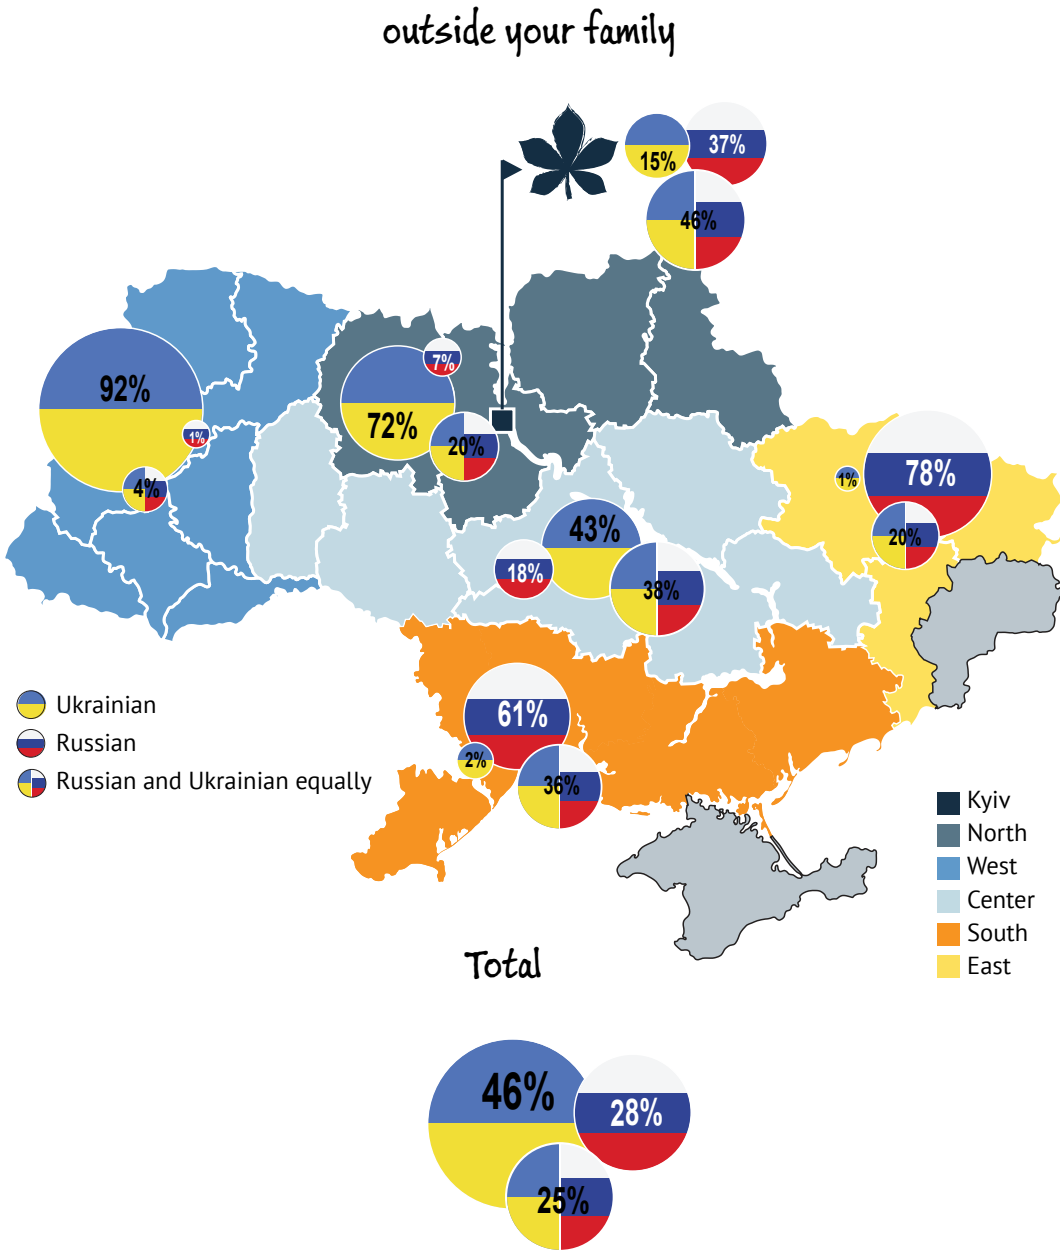 outside your family
15%
37%
46%
92%
1%
4%
7%
72%
20%
1%
78%
20%
43%
18%
38%
61%
2%
36%
Ukrainian
Russian
Russian and Ukrainian equally
Kyiv
North
West
Center
South
East
Total
46%
28%
25%